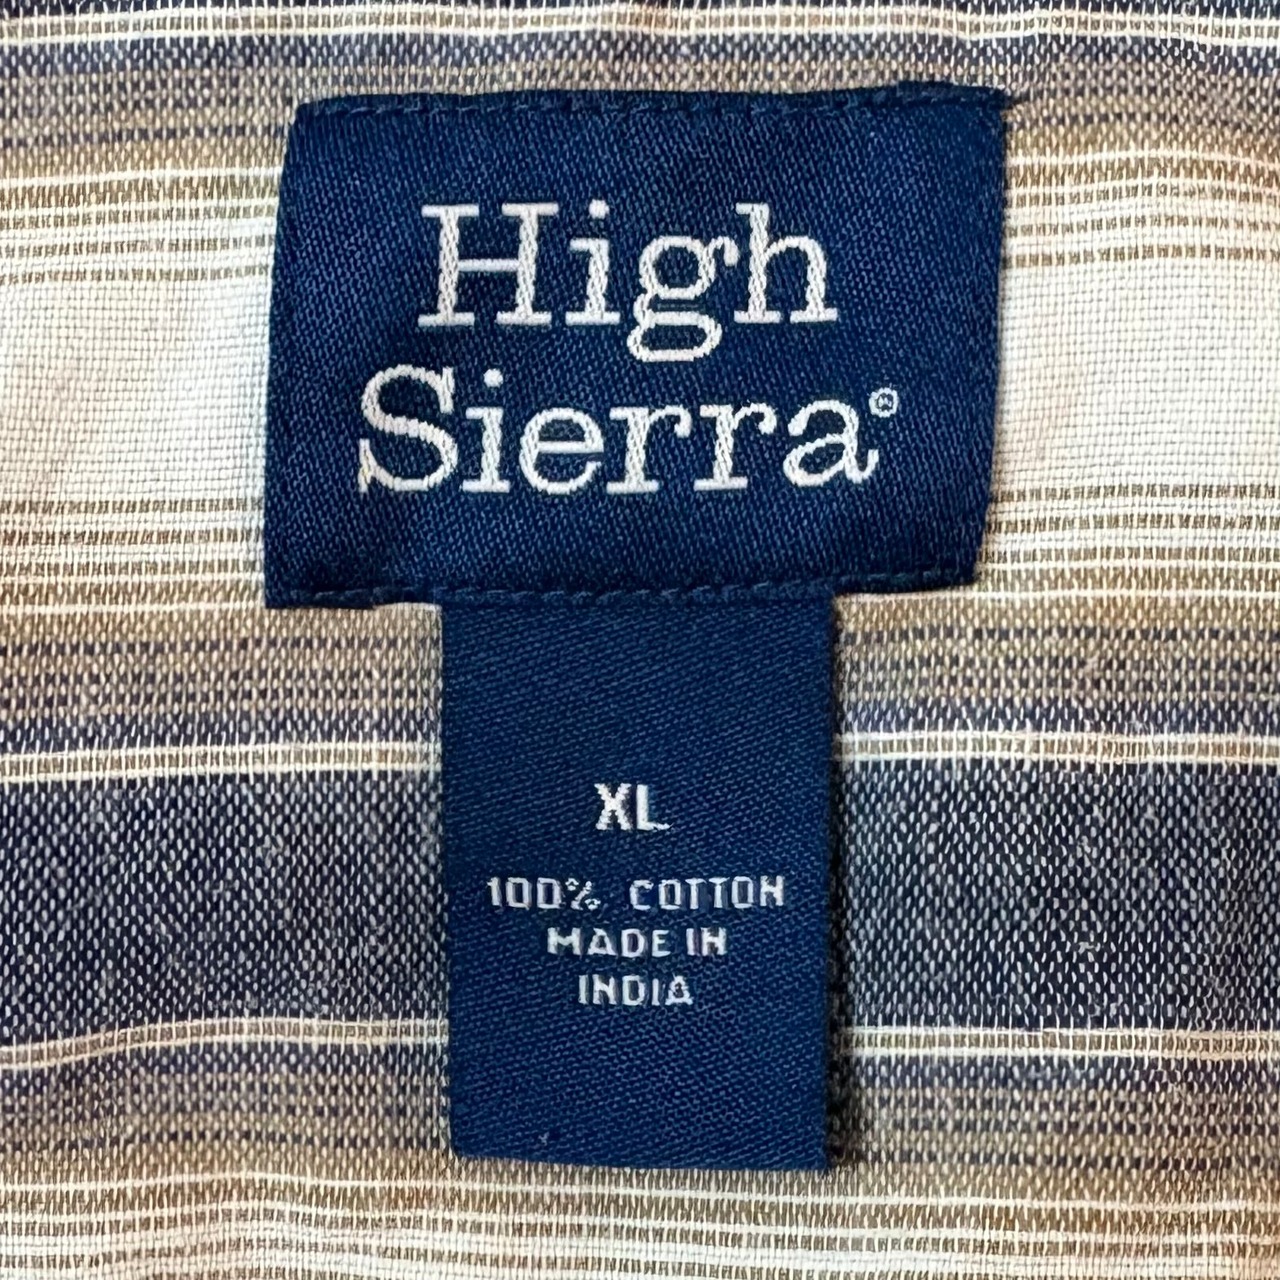 High
Sierra®
XL
100% COTTON
MADE IN
INDIA